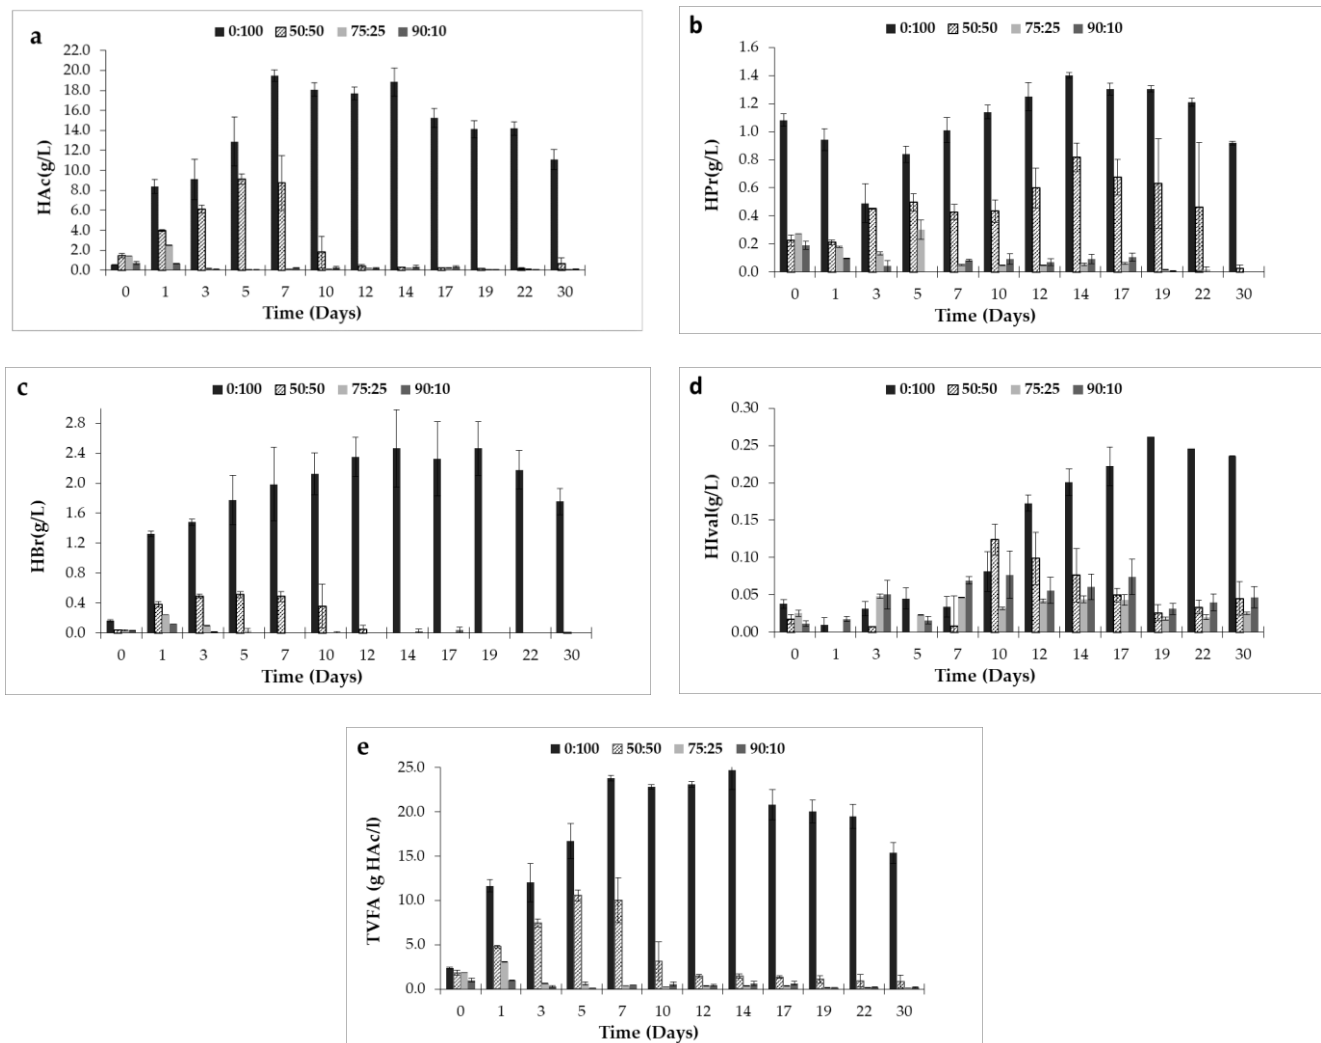 a
0:100 50:50 75:25 90:10
22.0
20.0
18.0
16.0
14.0
12.0
10.0
8.0
6.0
4.0
2.0
0.0
HAc(g/L)
0 1 3 5 7 10 12 14 17 19 22 30
Time (Days)
b
0:100 50:50 75:25 90:10
1.6
1.4
1.2
1.0
0.8
0.6
0.4
0.2
0.0
HPr(g/L)
0 1 3 5 7 10 12 14 17 19 22 30
Time (Days)
c
0:100 50:50 75:25 90:10
2.8
2.4
2.0
1.6
1.2
0.8
0.4
0.0
HBr(g/L)
0 1 3 5 7 10 12 14 17 19 22 30
Time (Days)
d
0:100 50:50 75:25 90:10
0.30
0.25
0.20
0.15
0.10
0.05
0.00
HIval(g/L)
0 1 3 5 7 10 12 14 17 19 22 30
Time (Days)
e
0:100 50:50 75:25 90:10
25.0
20.0
15.0
10.0
5.0
0.0
TVFA (g HAc/l)
0 1 3 5 7 10 12 14 17 19 22 30
Time (Days)